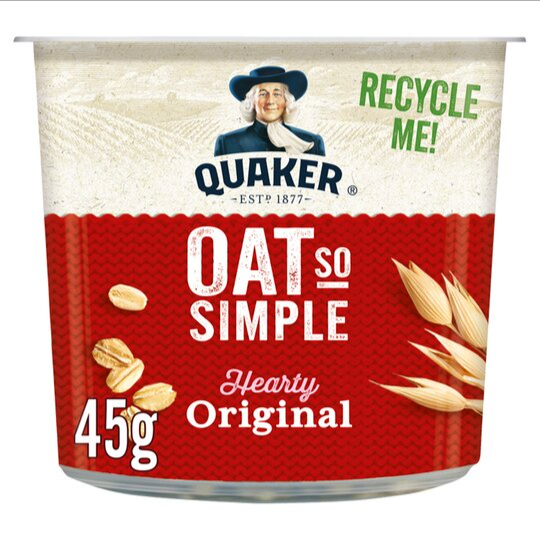 RECYCLE
ME!
QUAKER®
-ESTD 1877-
OAT SO
SIMPLE
Hearty
Original
45g